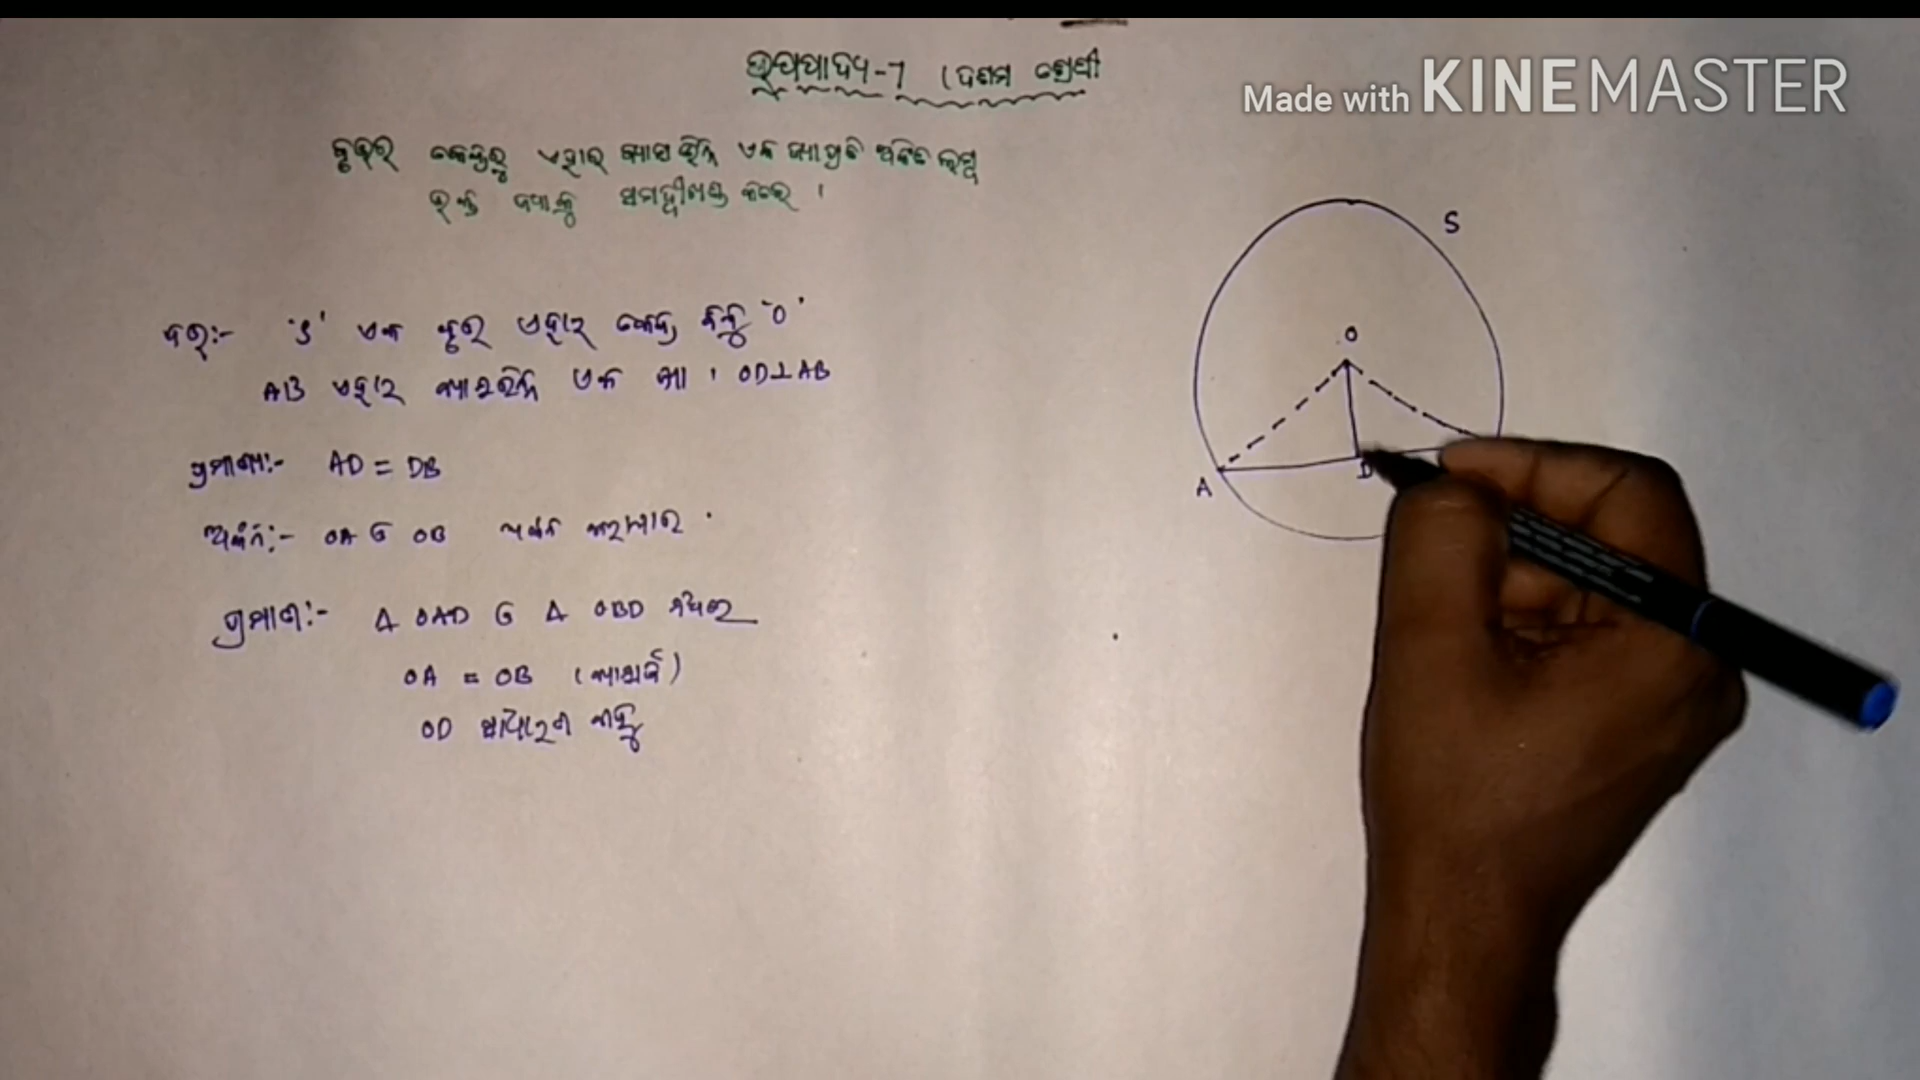 ଉପପାଦ୍ୟ-7 (ଦଶମ ଶ୍ରେଣୀ
Made with KINEMASTER
ବୃତ୍ତର କେନ୍ଦ୍ରରୁ ଏହାର ବ୍ୟାସ ଭିନ୍ନ ଏକ ଜ୍ୟା ପ୍ରତି ଅଙ୍କିତ ଲମ୍ବ
ଉକ୍ତ ଜ୍ୟାକୁ ସମଦ୍ୱିଖଣ୍ଡ କରେ ।
S
ଦତ୍ତ:- 'S' ଏକ ବୃତ୍ତ ଏହାର କେନ୍ଦ୍ର ବିନ୍ଦୁ 'O'
AB ଏହାର ବ୍ୟାସଭିନ୍ନ ଏକ ଜ୍ୟା । OD⊥AB
O
ପ୍ରମାଣ୍ୟ:- AD = DB
A
D
ଅଙ୍କନ:- OA ଓ OB ଅଙ୍କନ
ପ୍ରମାଣ:- Δ OAD ଓ Δ OBD ମଧ୍ୟରେ
OA = OB (ବ୍ୟାସାର୍ଦ୍ଧ)
OD ସାଧାରଣ ବାହୁ